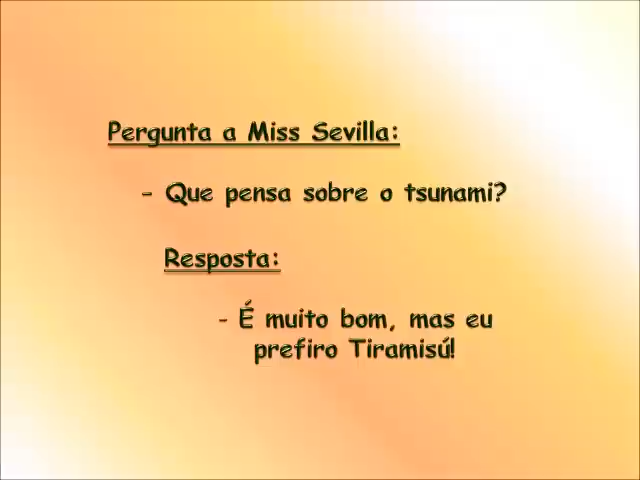 Pergunta a Miss Sevilla:
- Que pensa sobre o tsunami?
Resposta:
- É muito bom, mas eu
prefiro Tiramisú!